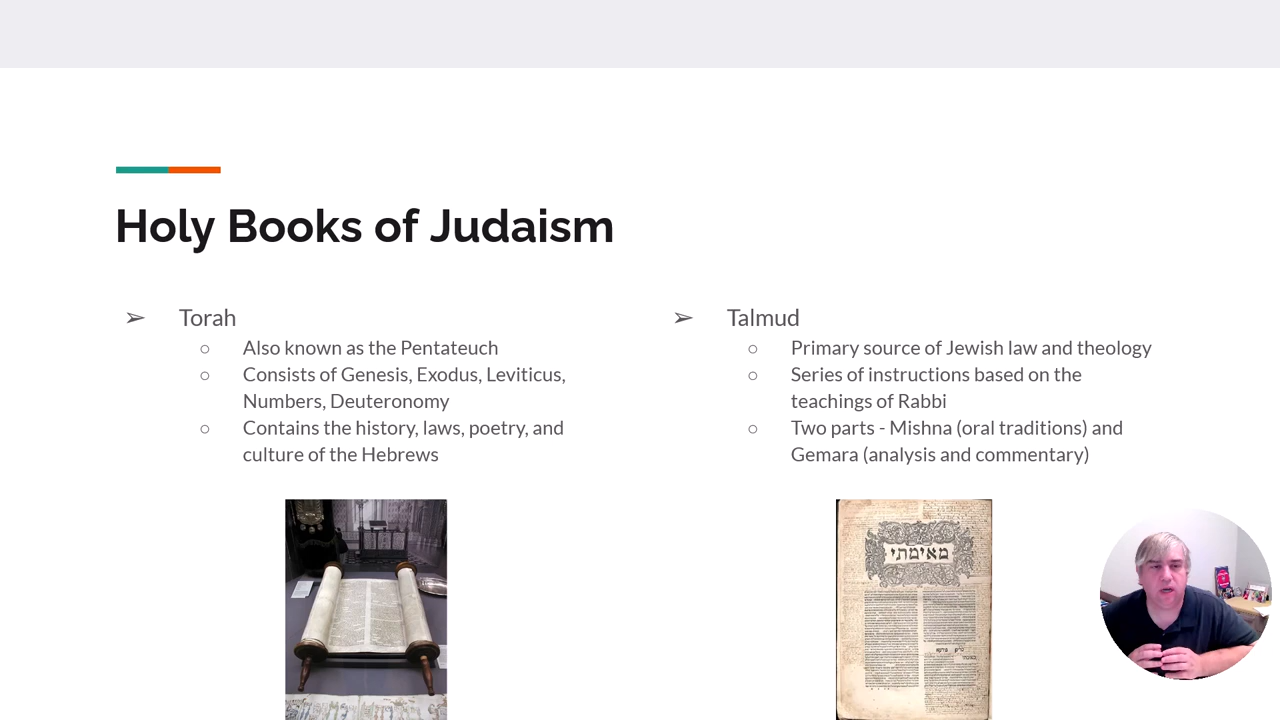 Holy Books of Judaism
➢ Torah
○ Also known as the Pentateuch
○ Consists of Genesis, Exodus, Leviticus,
Numbers, Deuteronomy
○ Contains the history, laws, poetry, and
culture of the Hebrews
➢ Talmud
○ Primary source of Jewish law and theology
○ Series of instructions based on the
teachings of Rabbi
○ Two parts - Mishna (oral traditions) and
Gemara (analysis and commentary)
מאימתי